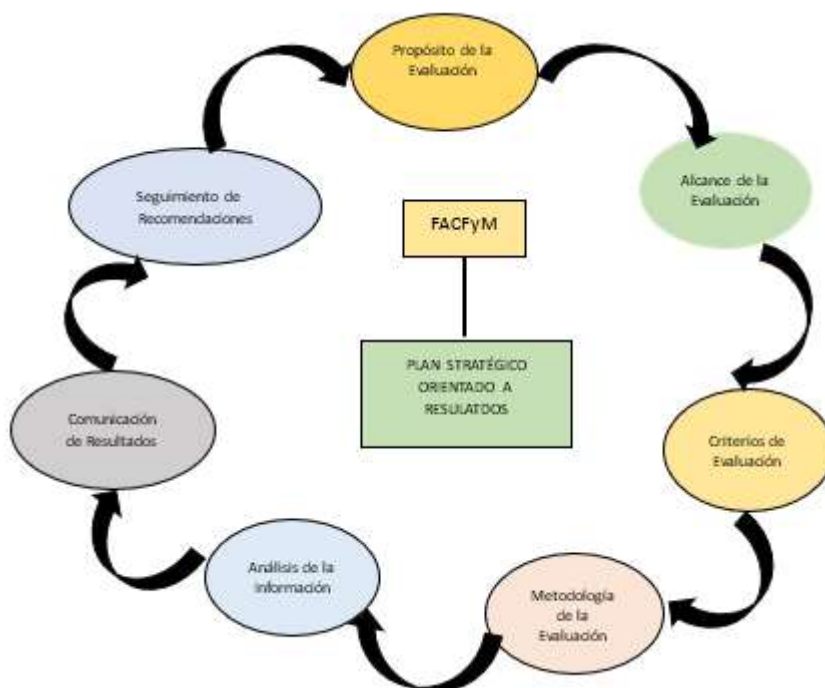 Propósito de la
Evaluación
Alcance de la
Evaluación
Criterios de
Evaluación
Metodología
de la
Evaluación
Análisis de la
Información
Comunicación
de Resultados
Seguimiento de
Recomendaciones
FACFyM
PLAN STRATÉGICO
ORIENTADO A
RESULATDOS